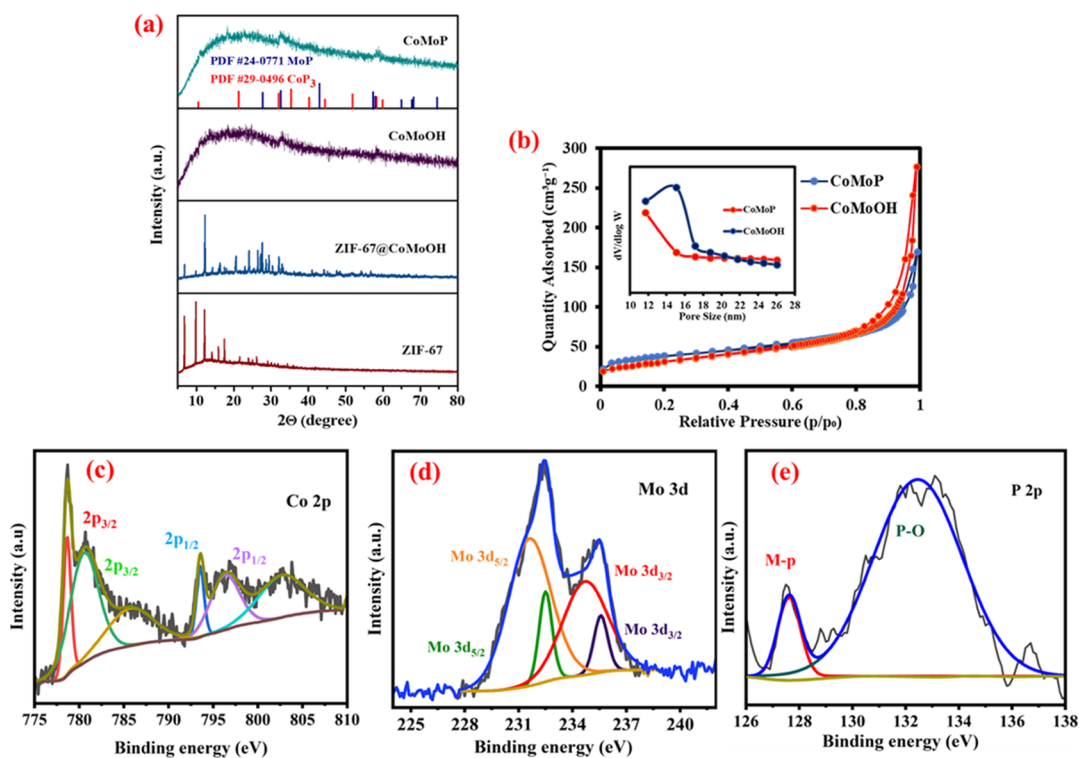 (a)
CoMoP
PDF #24-0771 MoP
PDF #29-0496 CoP3
CoMoOH
ZIF-67@CoMoOH
ZIF-67
Intensity (a.u.)
10 20 30 40 50 60 70 80
2Θ (degree)
(b)
Quantity Adsorbed (cm³g⁻¹)
300
250
200
150
100
50
0
0 0.2 0.4 0.6 0.8 1
Relative Pressure (p/p₀)
CoMoP
CoMoOH
dV/dlog W
CoMoP
CoMoOH
10 12 14 16 18 20 22 24 26 28
Pore Size (nm)
(c)
Co 2p
2p3/2
2p3/2
2p1/2
2p1/2
Intensity (a.u)
775 780 785 790 795 800 805 810
Binding energy (eV)
(d)
Mo 3d
Mo 3d5/2
Mo 3d3/2
Mo 3d5/2
Mo 3d3/2
Intensity (a.u.)
225 228 231 234 237 240
Binding energy (eV)
(e)
P 2p
P-O
M-p
Intensity (a.u.)
126 128 130 132 134 136 138
Binding energy (eV)